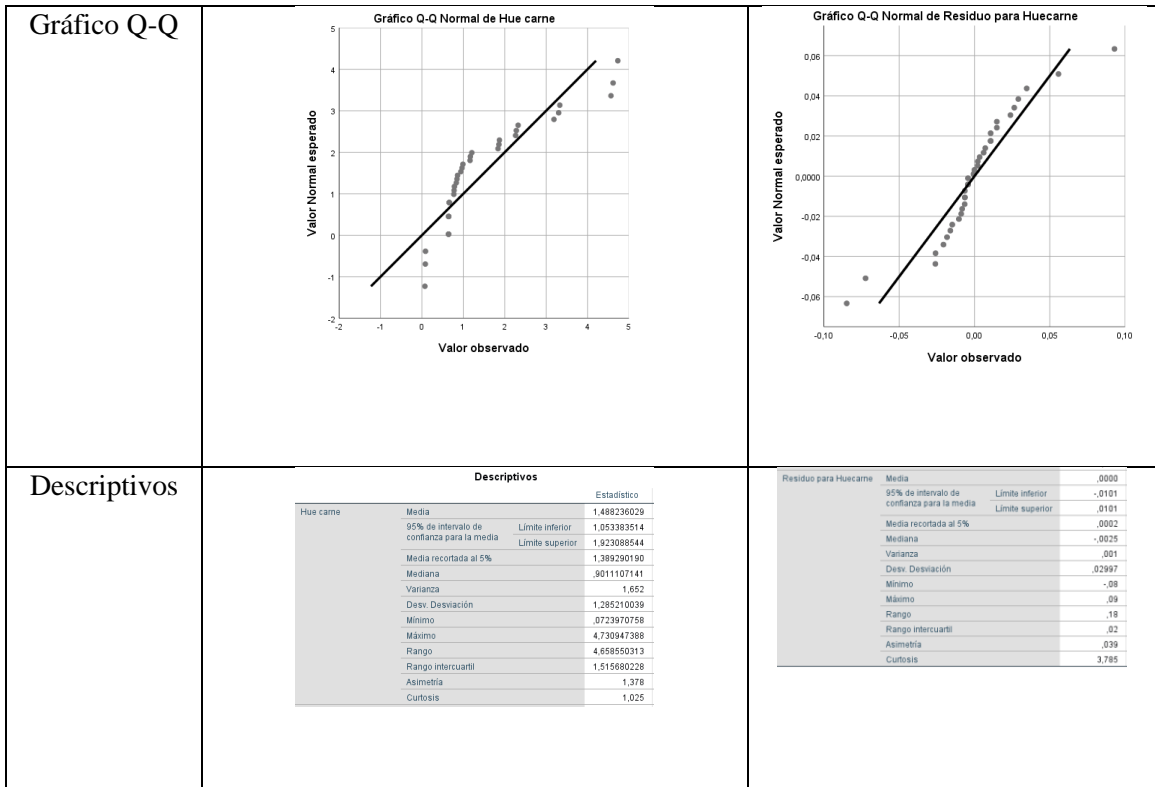 Gráfico Q-Q
Gráfico Q-Q Normal de Hue carne
Valor Normal esperado
5
4
3
2
1
0
-1
-2
-2 -1 0 1 2 3 4 5
Valor observado
Gráfico Q-Q Normal de Residuo para Huecarne
Valor Normal esperado
0,06
0,04
0,02
0,0000
-0,02
-0,04
-0,06
-0,10 -0,05 0,00 0,05 0,10
Valor observado
Descriptivos
Descriptivos
Estadístico
Hue carne Media 1,488236029
95% de intervalo de confianza para la media Límite inferior 1,053383514
Límite superior 1,923088544
Media recortada al 5% 1,389290190
Mediana ,9011107141
Varianza 1,652
Desv. Desviación 1,285210039
Mínimo ,0723970758
Máximo 4,730947388
Rango 4,658550313
Rango intercuartil 1,515680228
Asimetría 1,378
Curtosis 1,025
Residuo para Huecarne Media ,0000
95% de intervalo de confianza para la media Límite inferior -,0101
Límite superior ,0101
Media recortada al 5% ,0002
Mediana -,0025
Varianza ,001
Desv. Desviación ,02997
Mínimo -,08
Máximo ,09
Rango ,18
Rango intercuartil ,02
Asimetría ,039
Curtosis 3,785